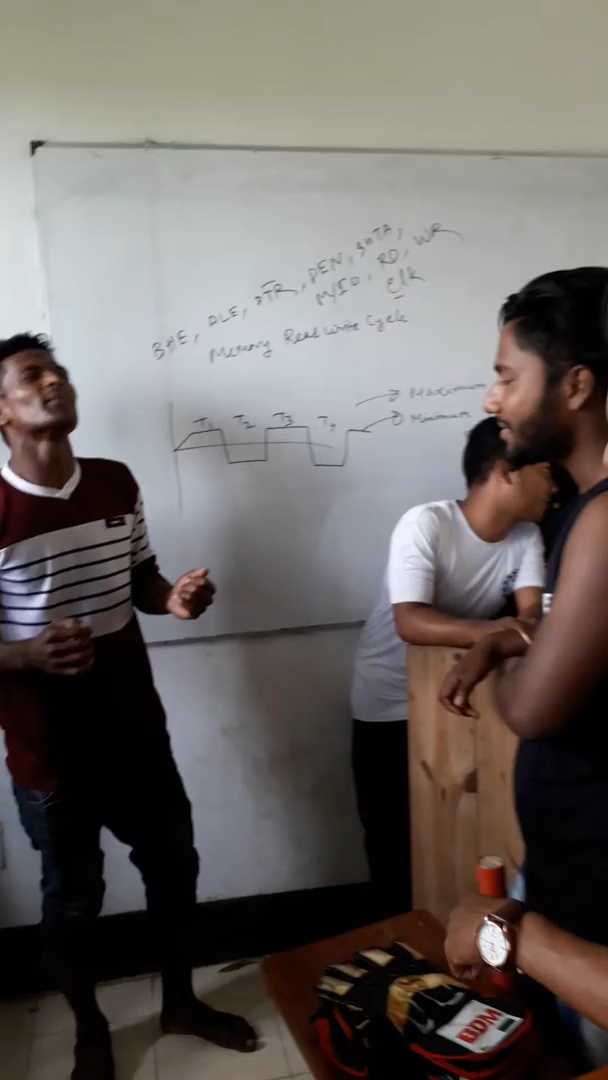 BHE, ALE, DT/R, DEN, INTA,
M/IO, RD, WR
clk
Memory Read write Cycle
T1 T2 T3 T4
Maximum
Minimum
BDM